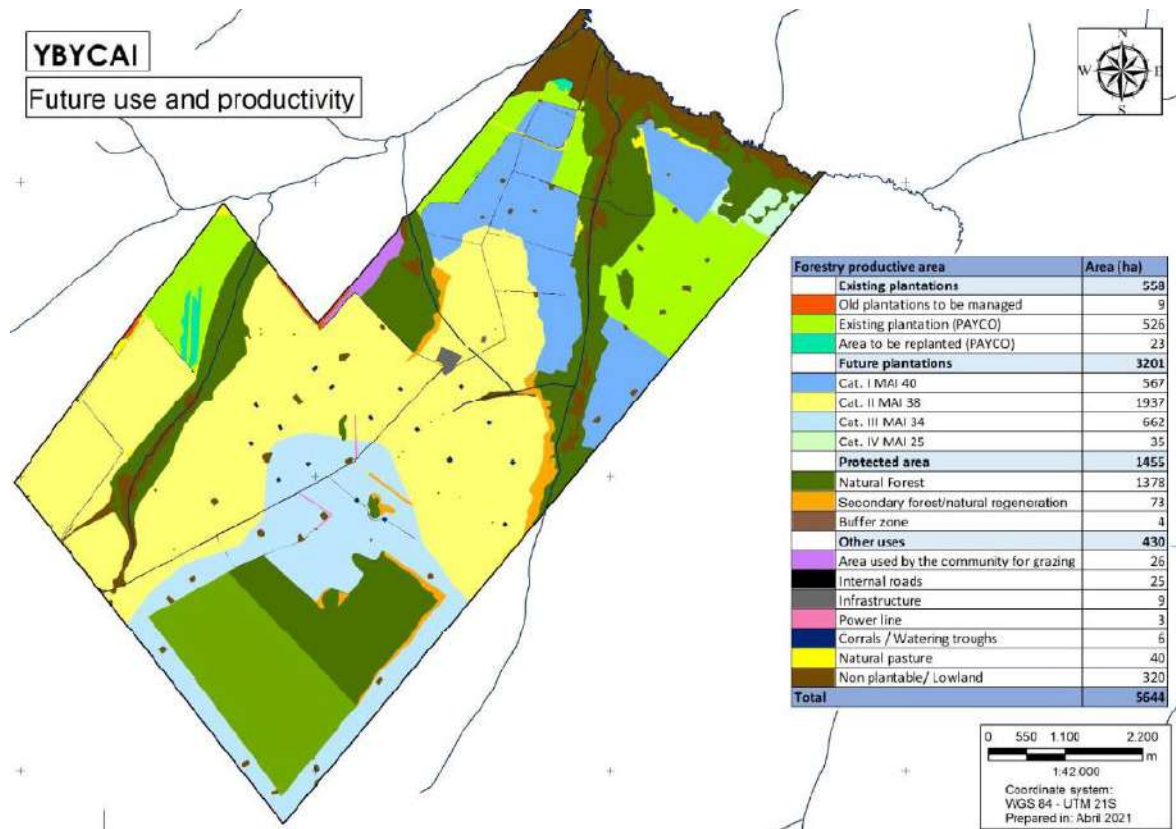 YBYCAI
Future use and productivity
N
W E
S
Forestry productive area Area (ha)
Existing plantations 558
Old plantations to be managed 9
Existing plantation (PAYCO) 526
Area to be replanted (PAYCO) 23
Future plantations 3201
Cat. I MAI 40 567
Cat. II MAI 38 1937
Cat. III MAI 34 662
Cat. IV MAI 25 35
Protected area 1455
Natural Forest 1378
Secondary forest/natural regeneration 73
Buffer zone 4
Other uses 430
Area used by the community for grazing 26
Internal roads 25
Infrastructure 9
Power line 3
Corrals / Watering troughs 6
Natural pasture 40
Non plantable/ Lowland 320
Total 5644
0 550 1.100 2.200
m
1:42.000
Coordinate system:
WGS 84 - UTM 21S
Prepared in: Abril 2021